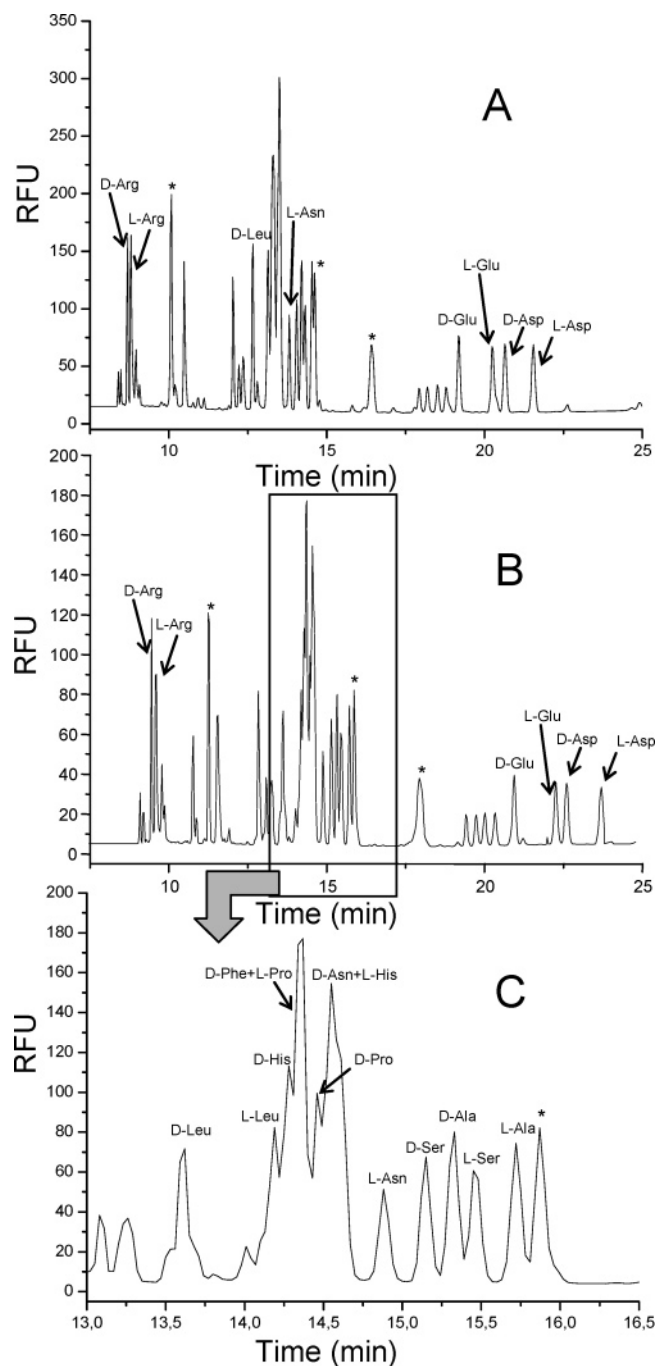 350
300
250
200
150
100
50
0
RFU
A
D-Arg
L-Arg
*
D-Leu
L-Asn
*
*
D-Glu
L-Glu
D-Asp
L-Asp
10
15
20
25
Time (min)
200
180
160
140
120
100
80
60
40
20
0
RFU
B
D-Arg
L-Arg
*
*
*
D-Glu
L-Glu
D-Asp
L-Asp
10
15
20
25
Time (min)
200
180
160
140
120
100
80
60
40
20
0
RFU
C
D-Phe+L-Pro
D-Asn+L-His
D-His
D-Pro
D-Leu
L-Leu
L-Asn
D-Ser
D-Ala
L-Ser
L-Ala
*
13,0
13,5
14,0
14,5
15,0
15,5
16,0
16,5
Time (min)